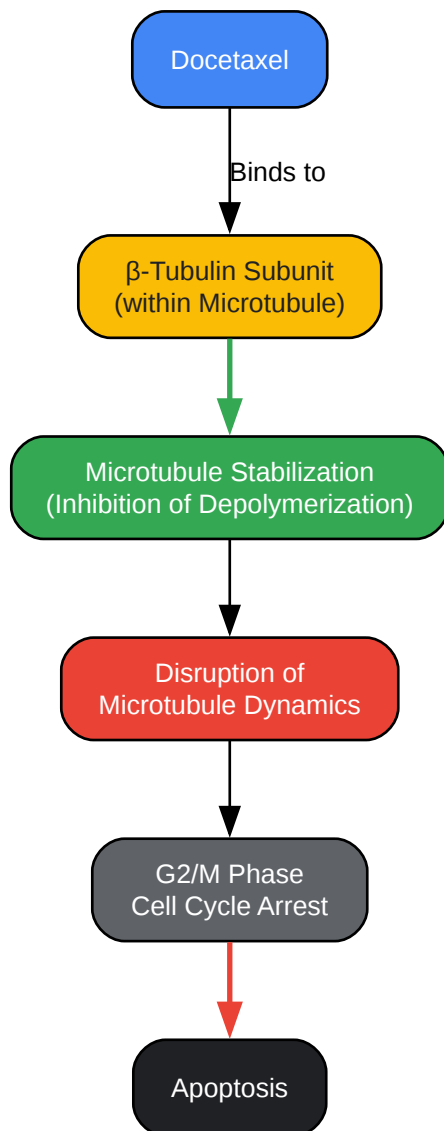 Docetaxel
Binds to
β-Tubulin Subunit
(within Microtubule)
Microtubule Stabilization
(Inhibition of Depolymerization)
Disruption of
Microtubule Dynamics
G2/M Phase
Cell Cycle Arrest
Apoptosis